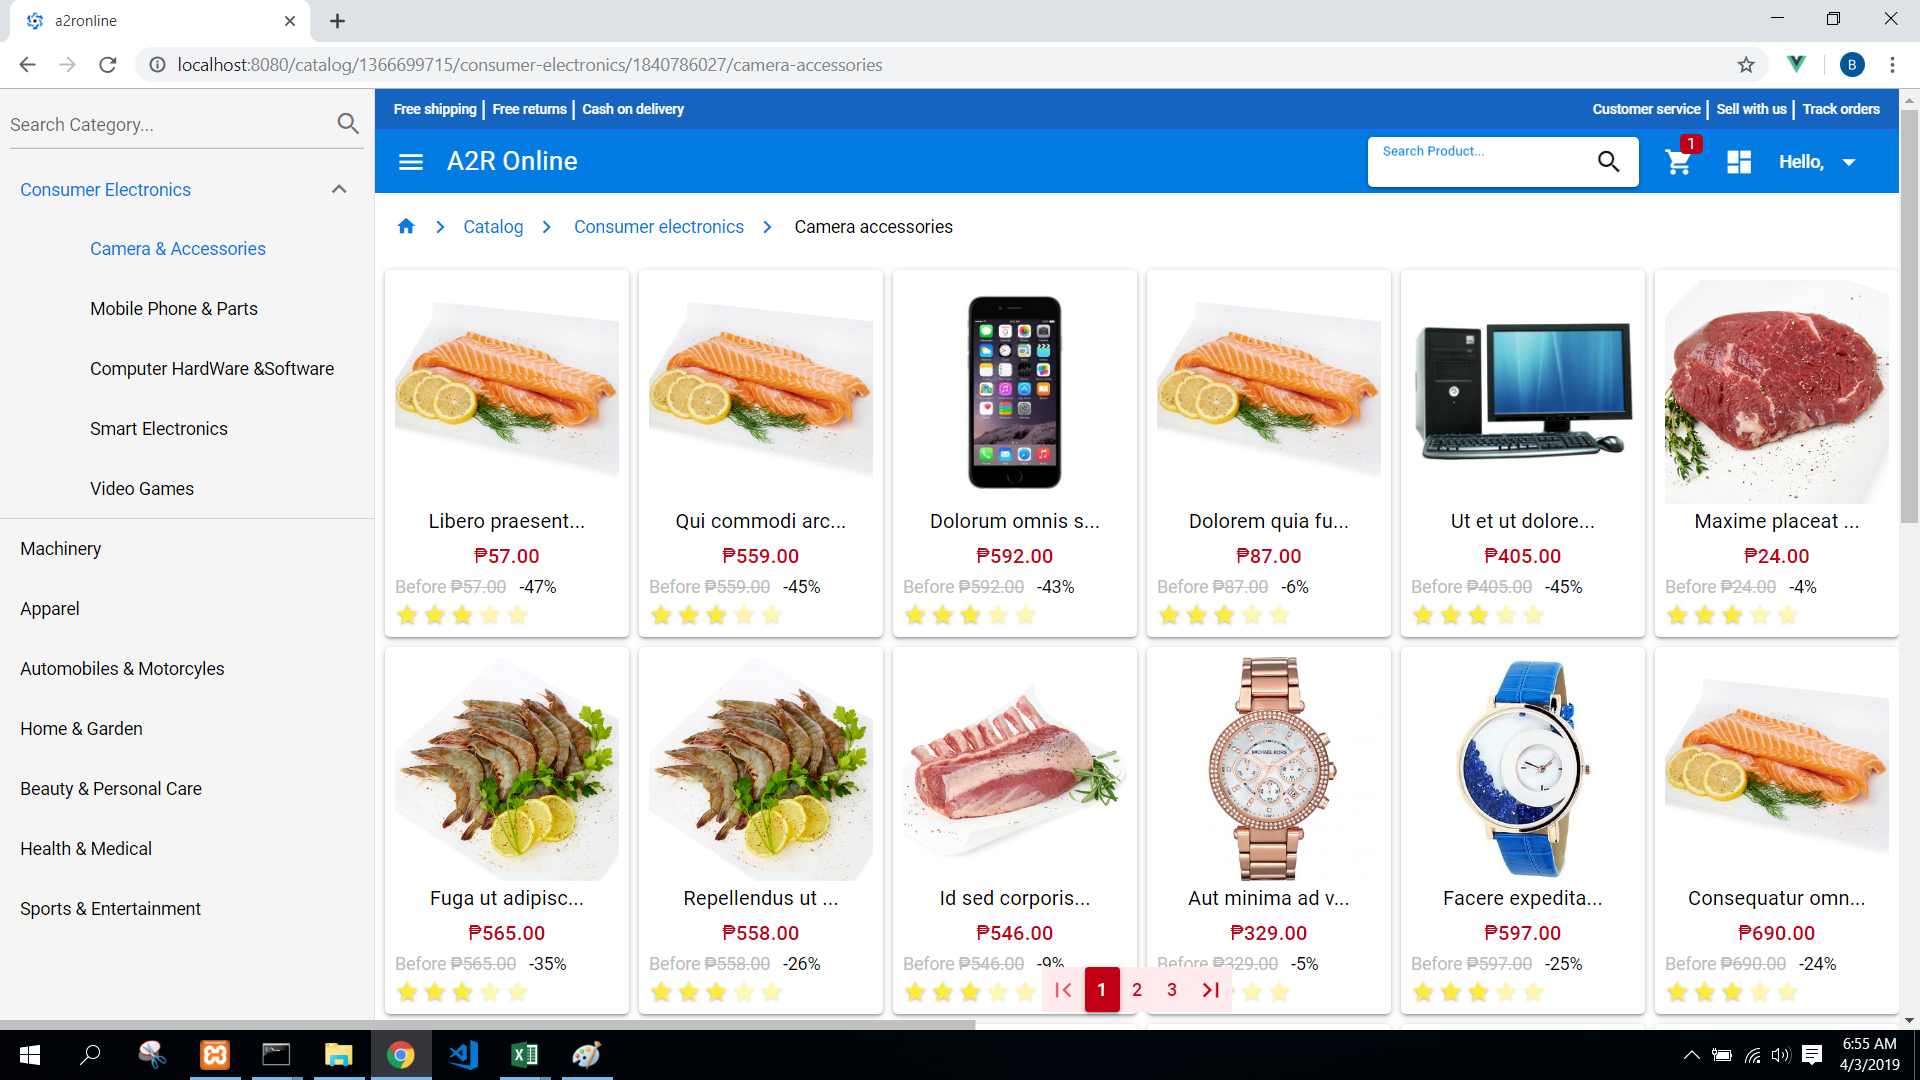 a2ronline
localhost:8080/catalog/1366699715/consumer-electronics/1840786027/camera-accessories
B
Search Category...
Consumer Electronics
Camera & Accessories
Mobile Phone & Parts
Computer HardWare &Software
Smart Electronics
Video Games
Machinery
Apparel
Automobiles & Motorcyles
Home & Garden
Beauty & Personal Care
Health & Medical
Sports & Entertainment
Free shipping | Free returns | Cash on delivery
Customer service | Sell with us | Track orders
A2R Online
Search Product...
1
Hello,
Catalog
Consumer electronics
Camera accessories
Libero praesent...
₱57.00
Before ₱57.00 -47%
Qui commodi arc...
₱559.00
Before ₱559.00 -45%
Dolorum omnis s...
₱592.00
Before ₱592.00 -43%
Dolorem quia fu...
₱87.00
Before ₱87.00 -6%
Ut et ut dolore...
₱405.00
Before ₱405.00 -45%
Maxime placeat ...
₱24.00
Before ₱24.00 -4%
Fuga ut adipisc...
₱565.00
Before ₱565.00 -35%
Repellendus ut ...
₱558.00
Before ₱558.00 -26%
Id sed corporis...
₱546.00
Before ₱546.00 -9%
MICHAEL KORS
Aut minima ad v...
₱329.00
Before ₱329.00 -5%
Facere expedita...
₱597.00
Before ₱597.00 -25%
Consequatur omn...
₱690.00
Before ₱690.00 -24%
1 2 3
6:55 AM
4/3/2019